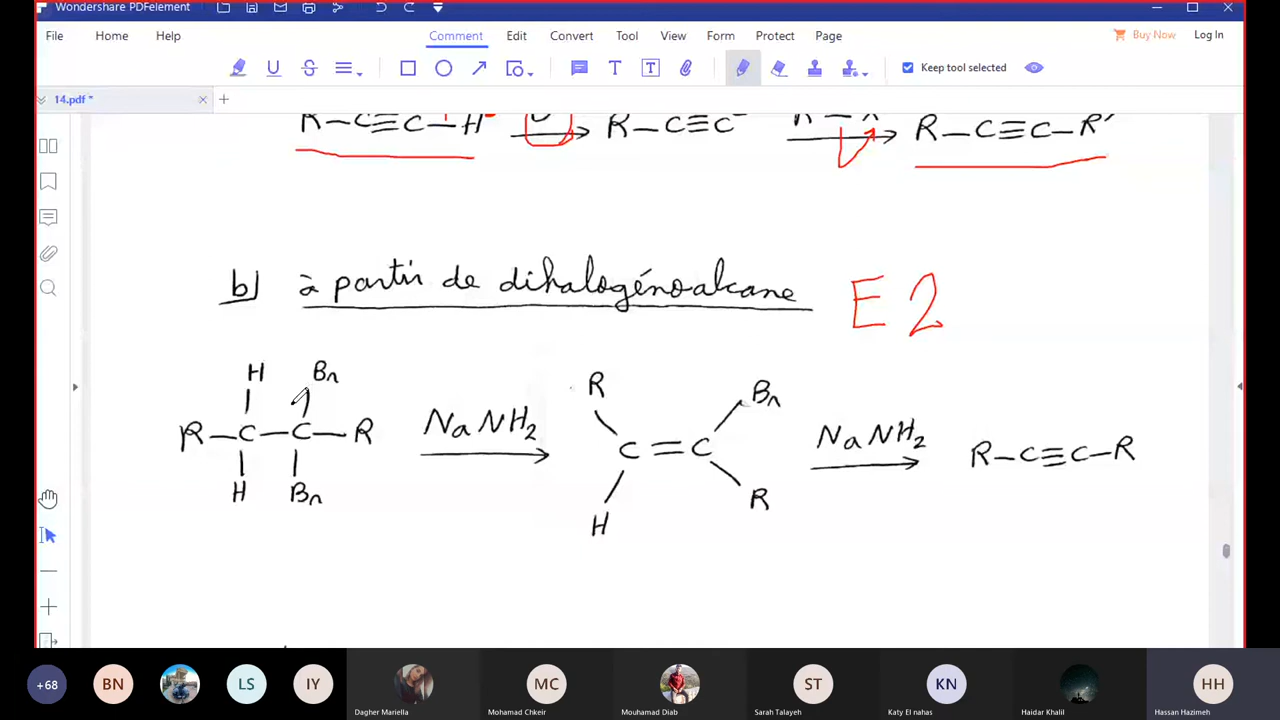 Wondershare PDFelement
File Home Help Comment Edit Convert Tool View Form Protect Page Buy Now Log In
Keep tool selected
14.pdf *
R—C≡C—H → R—C≡C⁻ R—X → R—C≡C—R'
b) à partir de dihalogénoalcane E2
H Br R Br
R—C—C—R NaNH2 C=C NaNH2 R—C≡C—R
H Br H R
+68 BN LS IY MC ST KN HH
Dagher Mariella Mohamad Chkeir Mouhamad Diab Sarah Talayeh Katy El nahas Haidar Khalil Hassan Hazimeh